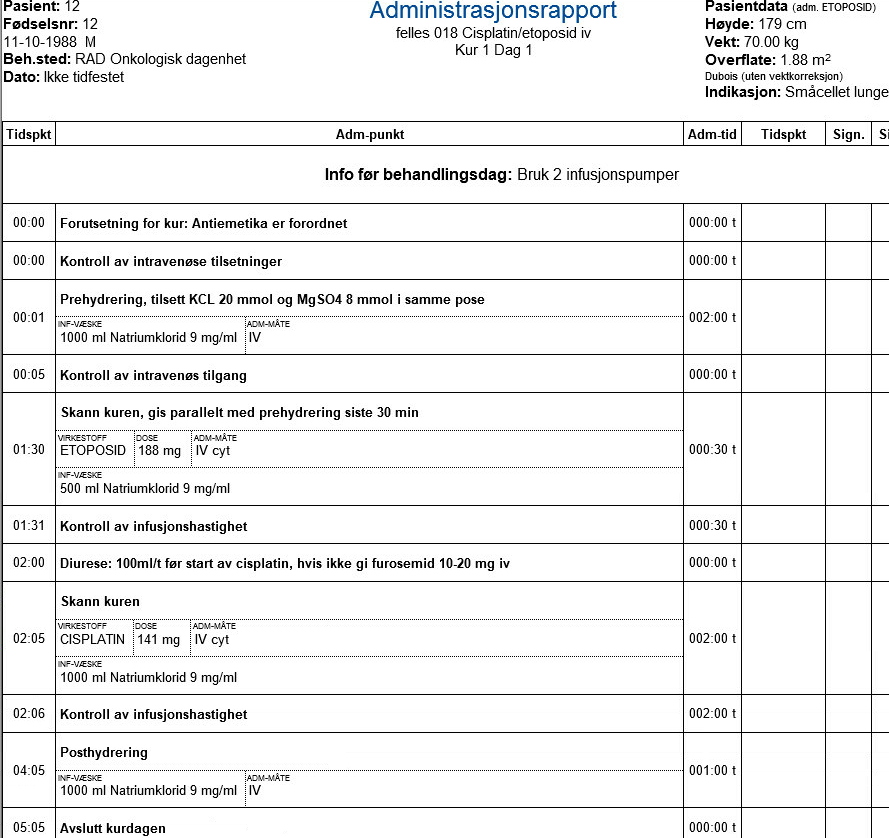 Pasient: 12
Fødselsnr: 12
11-10-1988 M
Beh.sted: RAD Onkologisk dagenhet
Dato: Ikke tidfestet
Administrasjonsrapport
felles 018 Cisplatin/etoposid iv
Kur 1 Dag 1
Pasientdata (adm. ETOPOSID)
Høyde: 179 cm
Vekt: 70.00 kg
Overflate: 1.88 m²
Dubois (uten vektkorreksjon)
Indikasjon: Småcellet lunge
Tidspkt Adm-punkt Adm-tid Tidspkt Sign. Si
Info før behandlingsdag: Bruk 2 infusjonspumper
00:00 Forutsetning for kur: Antiemetika er forordnet 000:00 t
00:00 Kontroll av intravenøse tilsetninger 000:00 t
Prehydrering, tilsett KCL 20 mmol og MgSO4 8 mmol i samme pose
00:01 002:00 t
INF-VÆSKE ADM-MÅTE
1000 ml Natriumklorid 9 mg/ml IV
00:05 Kontroll av intravenøs tilgang 000:00 t
Skann kuren, gis parallelt med prehydrering siste 30 min
VIRKESTOFF DOSE ADM-MÅTE
01:30 ETOPOSID 188 mg IV cyt 000:30 t
INF-VÆSKE
500 ml Natriumklorid 9 mg/ml
01:31 Kontroll av infusjonshastighet 000:30 t
02:00 Diurese: 100ml/t før start av cisplatin, hvis ikke gi furosemid 10-20 mg iv 000:00 t
Skann kuren
VIRKESTOFF DOSE ADM-MÅTE
02:05 CISPLATIN 141 mg IV cyt 002:00 t
INF-VÆSKE
1000 ml Natriumklorid 9 mg/ml
02:06 Kontroll av infusjonshastighet 002:00 t
Posthydrering
04:05 001:00 t
INF-VÆSKE ADM-MÅTE
1000 ml Natriumklorid 9 mg/ml IV
05:05 Avslutt kurdagen 000:00 t